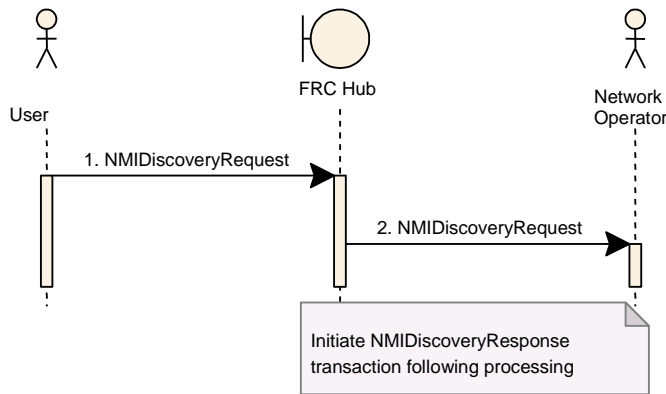 FRC Hub
User
Network
Operator
1. NMIDiscoveryRequest
2. NMIDiscoveryRequest
Initiate NMIDiscoveryResponse
transaction following processing